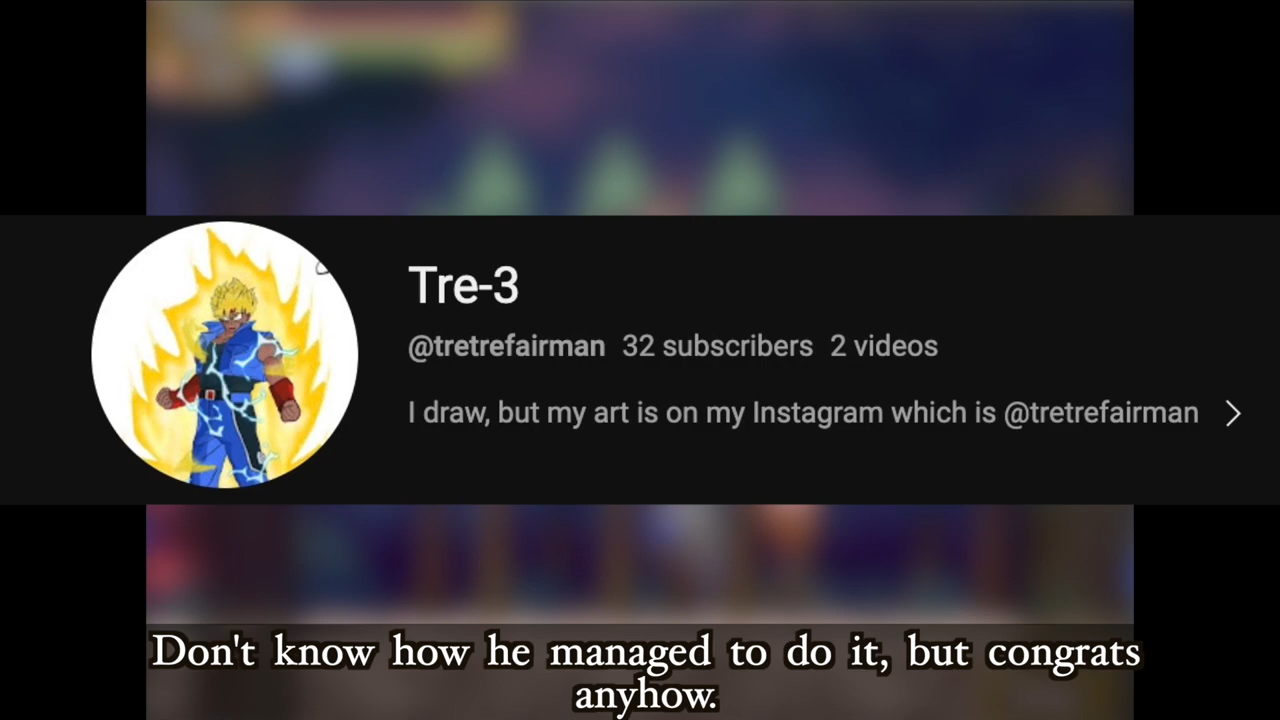 Tre-3
@tretrefairman 32 subscribers 2 videos
I draw, but my art is on my Instagram which is @tretrefairman
Don't know how he managed to do it, but congrats
anyhow.